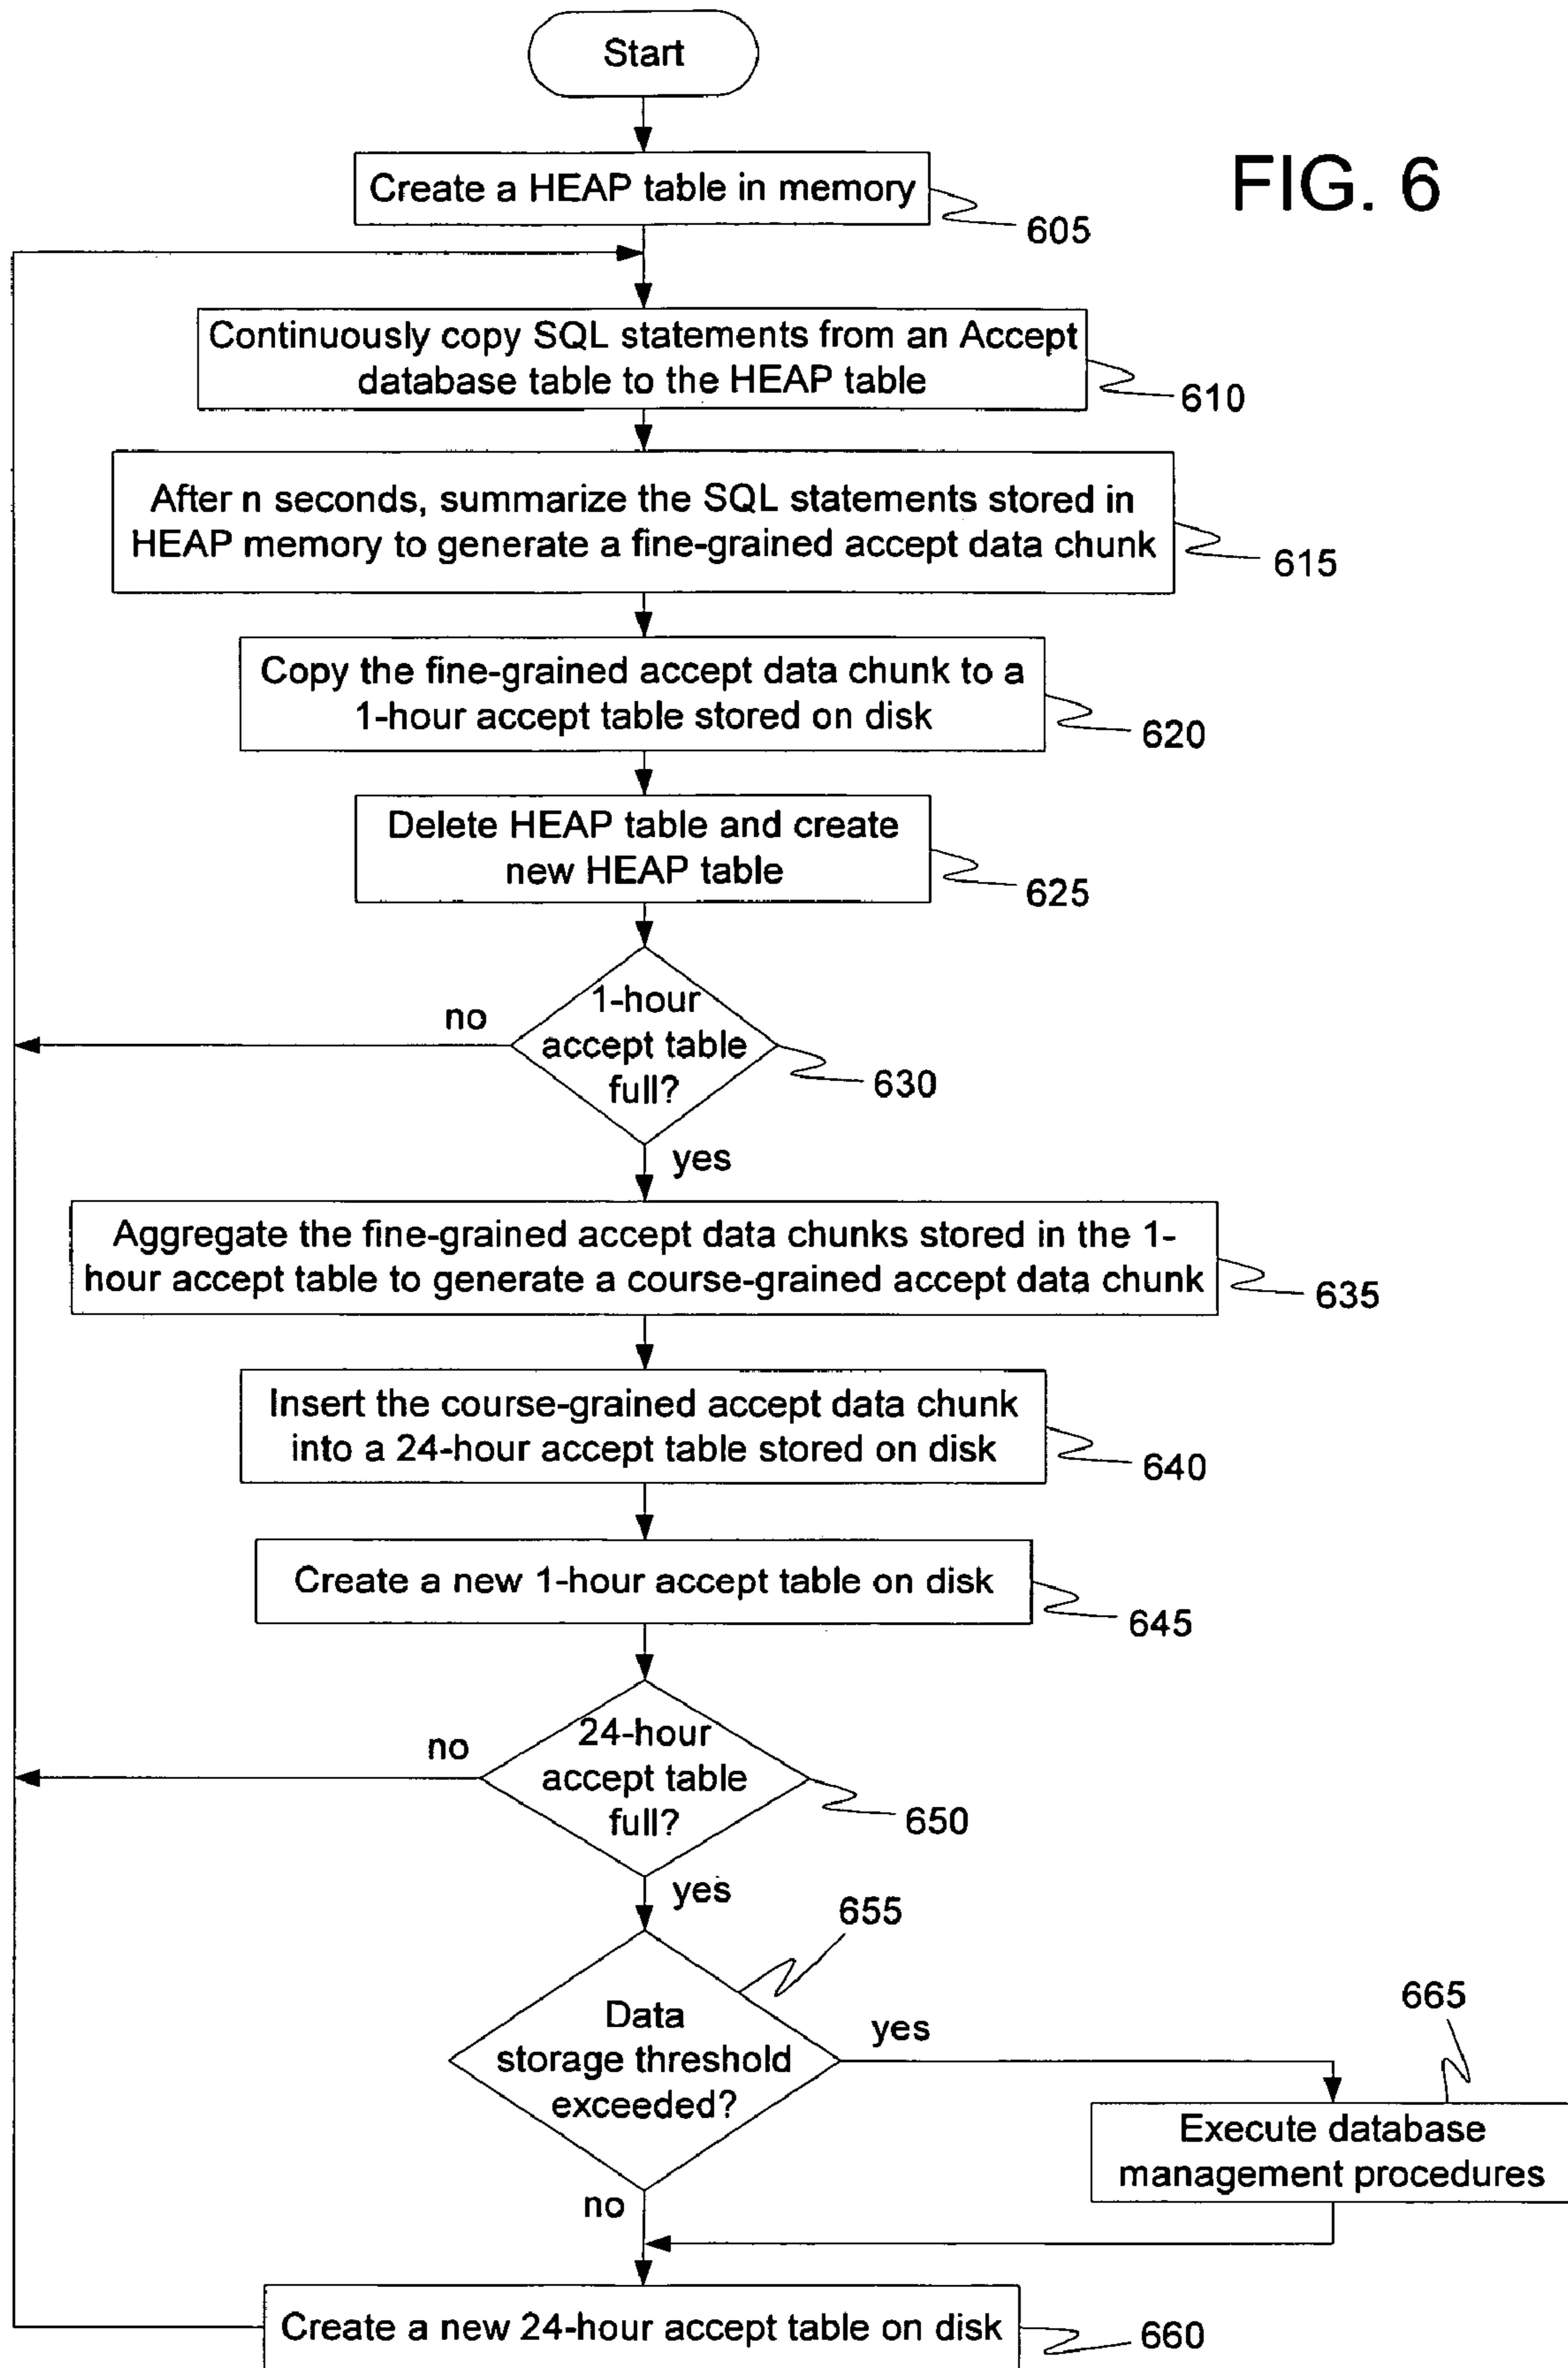 Start
FIG. 6
Create a HEAP table in memory
605
Continuously copy SQL statements from an Accept
database table to the HEAP table
610
After n seconds, summarize the SQL statements stored in
HEAP memory to generate a fine-grained accept data chunk
615
Copy the fine-grained accept data chunk to a
1-hour accept table stored on disk
620
Delete HEAP table and create
new HEAP table
625
1-hour
accept table
full?
no
630
yes
Aggregate the fine-grained accept data chunks stored in the 1-
hour accept table to generate a course-grained accept data chunk
635
Insert the course-grained accept data chunk
into a 24-hour accept table stored on disk
640
Create a new 1-hour accept table on disk
645
24-hour
accept table
full?
no
650
yes
655
Data
storage threshold
exceeded?
yes
665
Execute database
management procedures
no
Create a new 24-hour accept table on disk
660